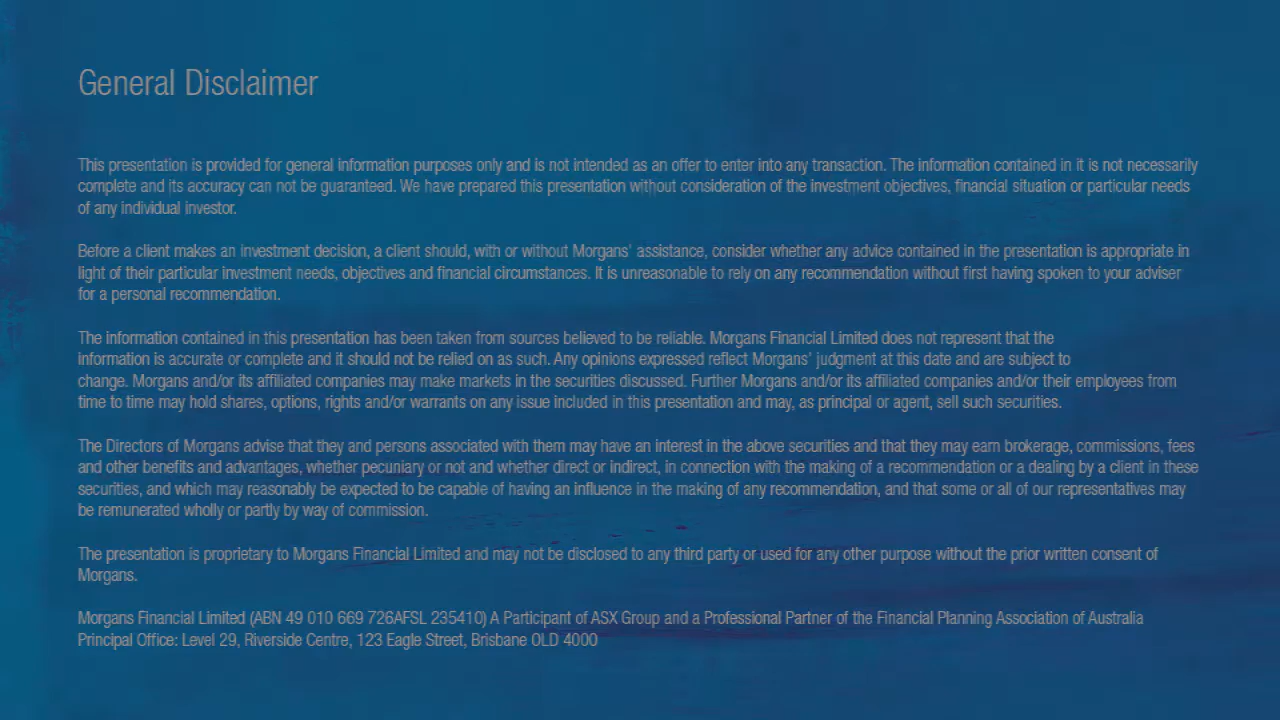 General Disclaimer
This presentation is provided for general information purposes only and is not intended as an offer to enter into any transaction. The information contained in it is not necessarily
complete and its accuracy can not be guaranteed. We have prepared this presentation without consideration of the investment objectives, financial situation or particular needs
of any individual investor.
Before a client makes an investment decision, a client should, with or without Morgans' assistance, consider whether any advice contained in the presentation is appropriate in
light of their particular investment needs, objectives and financial circumstances. It is unreasonable to rely on any recommendation without first having spoken to your adviser
for a personal recommendation.
The information contained in this presentation has been taken from sources believed to be reliable. Morgans Financial Limited does not represent that the
information is accurate or complete and it should not be relied on as such. Any opinions expressed reflect Morgans' judgment at this date and are subject to
change. Morgans and/or its affiliated companies may make markets in the securities discussed. Further Morgans and/or its affiliated companies and/or their employees from
time to time may hold shares, options, rights and/or warrants on any issue included in this presentation and may, as principal or agent, sell such securities.
The Directors of Morgans advise that they and persons associated with them may have an interest in the above securities and that they may earn brokerage, commissions, fees
and other benefits and advantages, whether pecuniary or not and whether direct or indirect, in connection with the making of a recommendation or a dealing by a client in these
securities, and which may reasonably be expected to be capable of having an influence in the making of any recommendation, and that some or all of our representatives may
be remunerated wholly or partly by way of commission.
The presentation is proprietary to Morgans Financial Limited and may not be disclosed to any third party or used for any other purpose without the prior written consent of
Morgans.
Morgans Financial Limited (ABN 49 010 669 726AFSL 235410) A Participant of ASX Group and a Professional Partner of the Financial Planning Association of Australia
Principal Office: Level 29, Riverside Centre, 123 Eagle Street, Brisbane OLD 4000